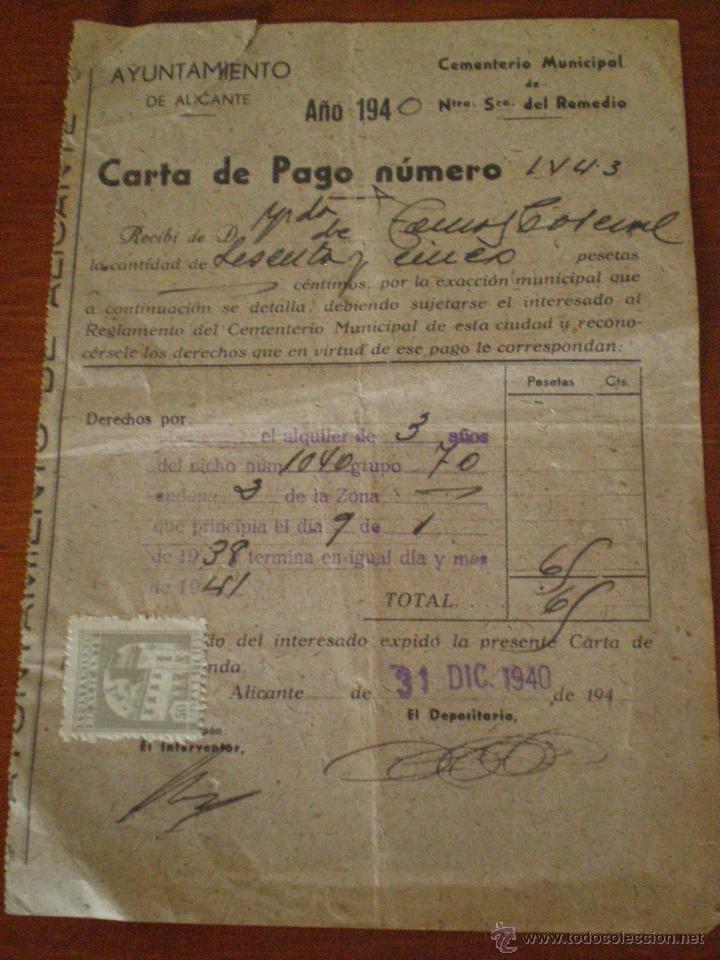 AYUNTAMIENTO
DE ALICANTE
Año 1940
Cementerio Municipal
de
Ntra. Sra. del Remedio
Carta de Pago número
Recibí de D.
la cantidad de Sesenta y cinco pesetas
céntimos, por la exacción municipal que
a continuación se detalla, debiendo sujetarse el interesado al
Reglamento del Cementerio Municipal de esta ciudad y recono-
cérsele los derechos que en virtud de ese pago le correspondan:
Pesetas Cts.
Derechos por
el alquiler de 3 años
del nicho núm 1040 grupo 70
andana 3 de la Zona —
que principia el día 9 de 1
de 1938 termina en igual día y mes
de 1941
65
TOTAL. . . . 65
do del interesado expido la presente Carta de
nda.
Alicante de 31 DIC. 1940 de 194
El Depositario,
El Interventor,
AYUNTAMIENTO DE ALICANTE
© www.todocoleccion.net